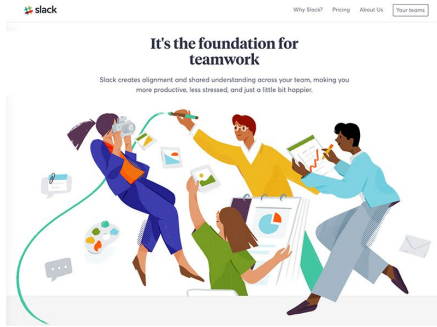 slack
Why Slack? Pricing About Us Your teams
It's the foundation for
teamwork
Slack creates alignment and shared understanding across your team, making you
more productive, less stressed, and just a little bit happier.